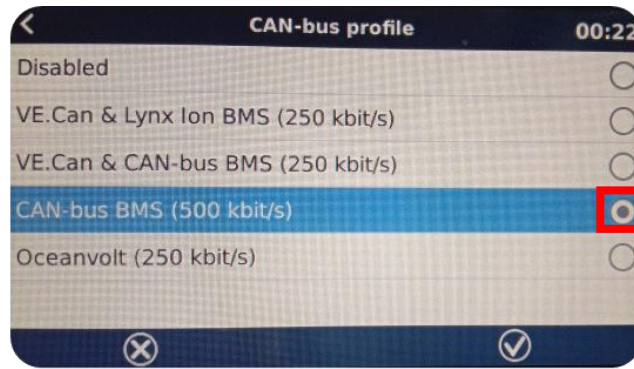 CAN-bus profile 00:22
Disabled
VE.Can & Lynx Ion BMS (250 kbit/s)
VE.Can & CAN-bus BMS (250 kbit/s)
CAN-bus BMS (500 kbit/s)
Oceanvolt (250 kbit/s)